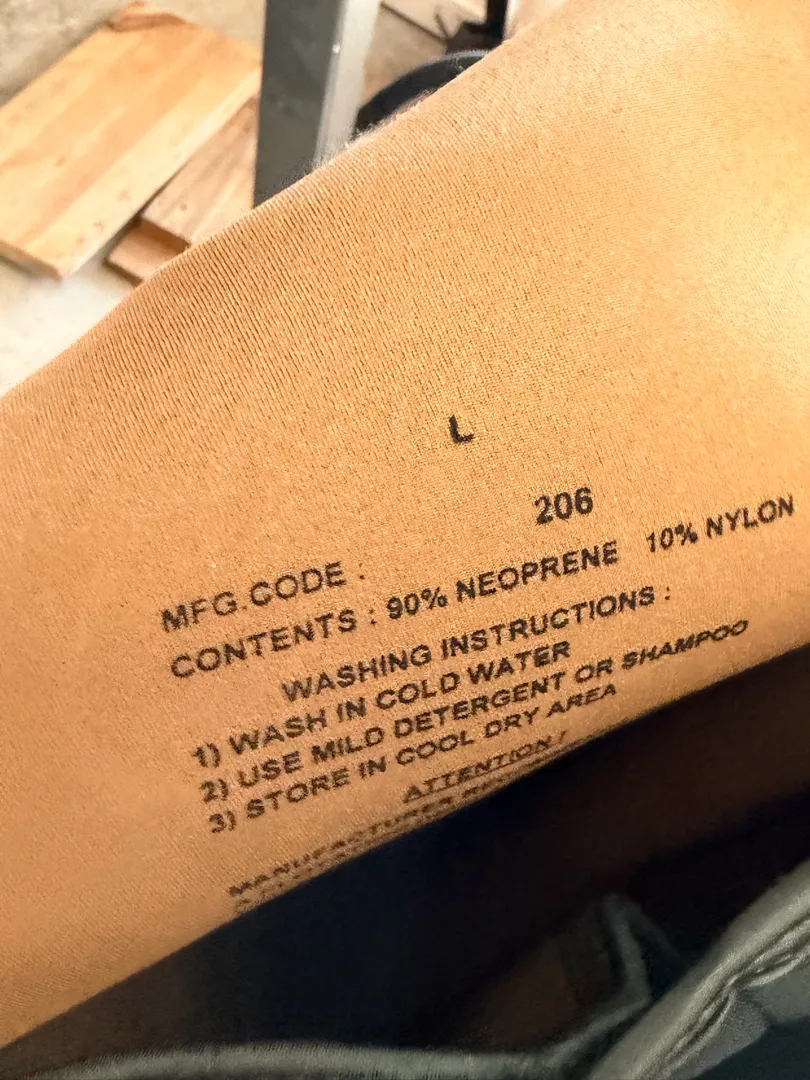 L
206
MFG.CODE :
CONTENTS : 90% NEOPRENE 10% NYLON
WASHING INSTRUCTIONS :
1) WASH IN COLD WATER
2) USE MILD DETERGENT OR SHAMPOO
3) STORE IN COOL DRY AREA
ATTENTION !
MANUFACTURER